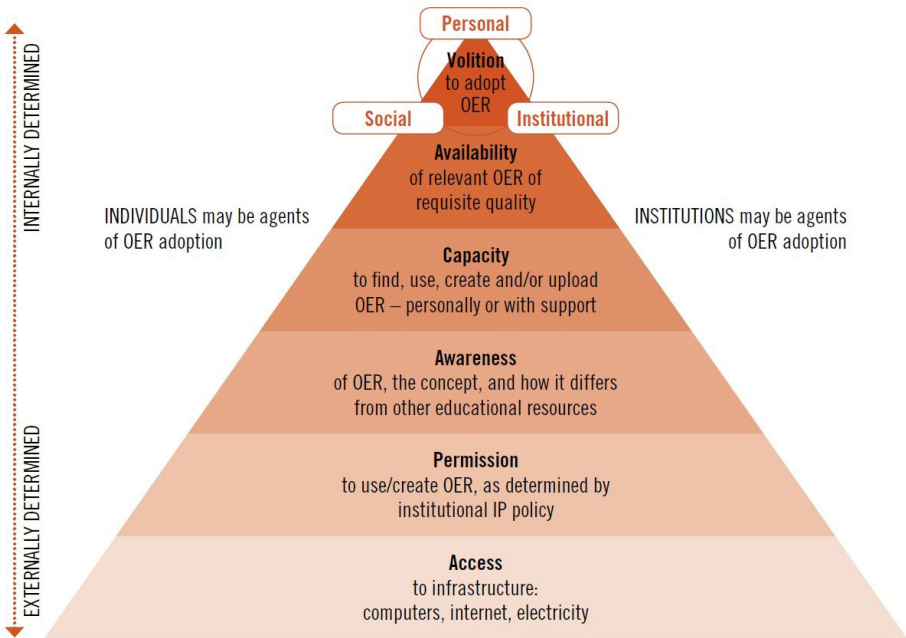 Personal
Volition
to adopt
OER
Social
Institutional
Availability
of relevant OER of
requisite quality
INDIVIDUALS may be agents
of OER adoption
INSTITUTIONS may be agents
of OER adoption
Capacity
to find, use, create and/or upload
OER – personally or with support
Awareness
of OER, the concept, and how it differs
from other educational resources
Permission
to use/create OER, as determined by
institutional IP policy
Access
to infrastructure:
computers, internet, electricity
INTERNALLY DETERMINED
EXTERNALLY DETERMINED